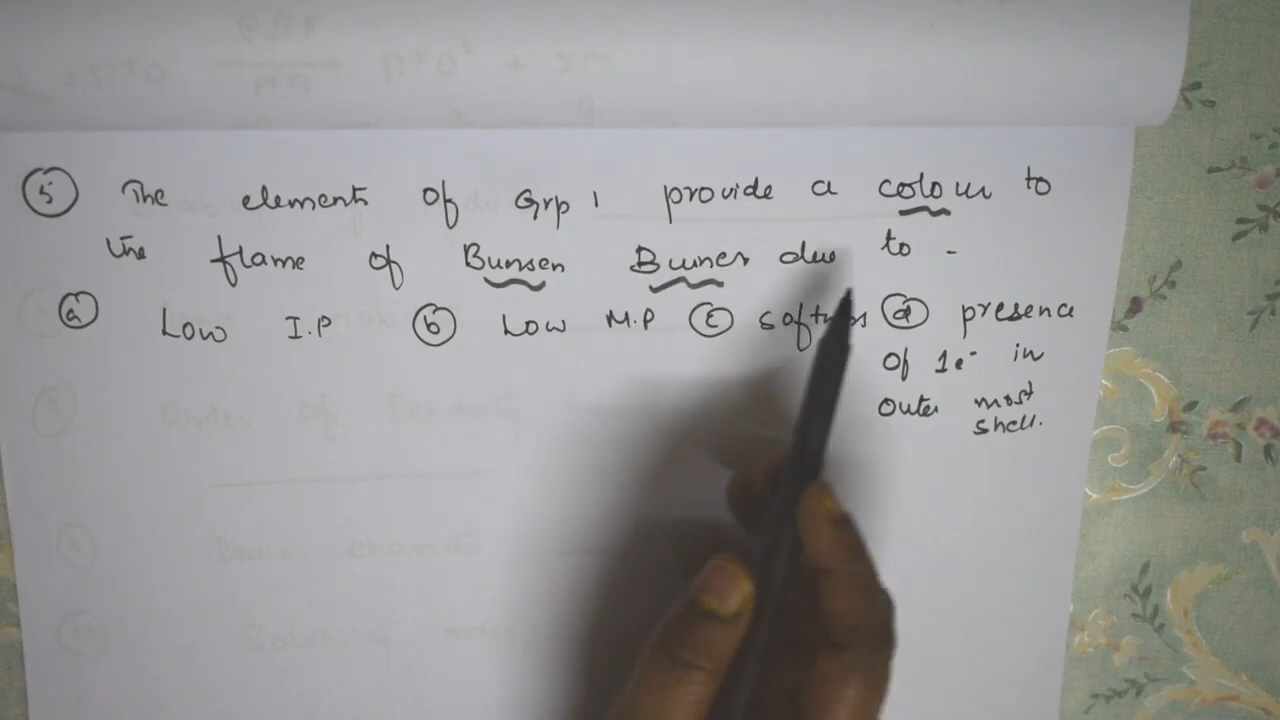 5 The elements of Grp 1 provide a colour to
the flame of Bunsen Burner due to -
a Low I.P b Low M.P c softness d presence
of 1e⁻ in
outer most
shell.